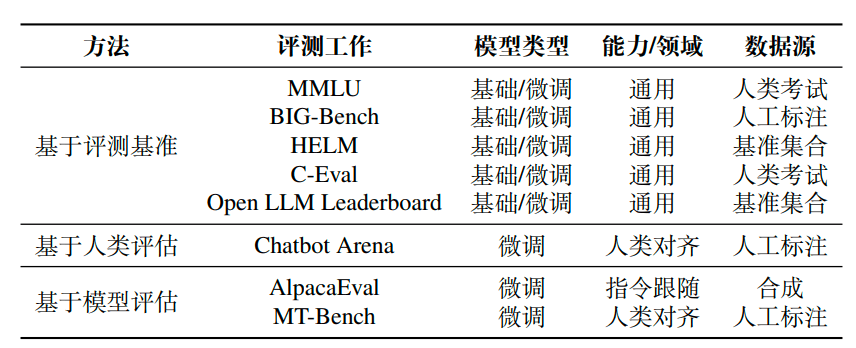 方法 评测工作 模型类型 能力/领域 数据源
MMLU 基础/微调 通用 人类考试
BIG-Bench 基础/微调 通用 人工标注
基于评测基准 HELM 基础/微调 通用 基准集合
C-Eval 基础/微调 通用 人类考试
Open LLM Leaderboard 基础/微调 通用 基准集合
基于人类评估 Chatbot Arena 微调 人类对齐 人工标注
基于模型评估 AlpacaEval 微调 指令跟随 合成
MT-Bench 微调 人类对齐 人工标注